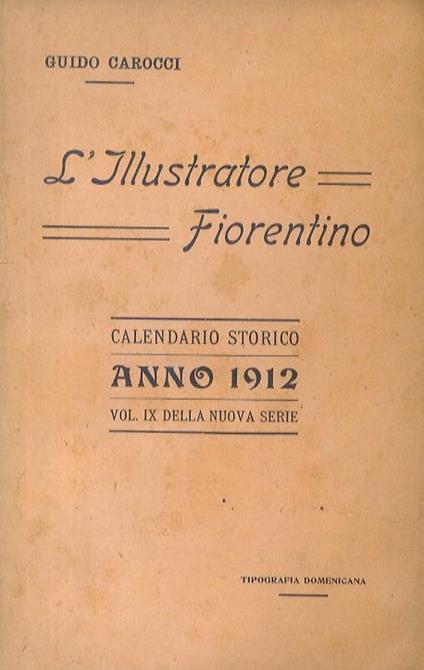 GUIDO CAROCCI
L'Illustratore
Fiorentino
CALENDARIO STORICO
ANNO 1912
VOL. IX DELLA NUOVA SERIE
TIPOGRAFIA DOMENICANA